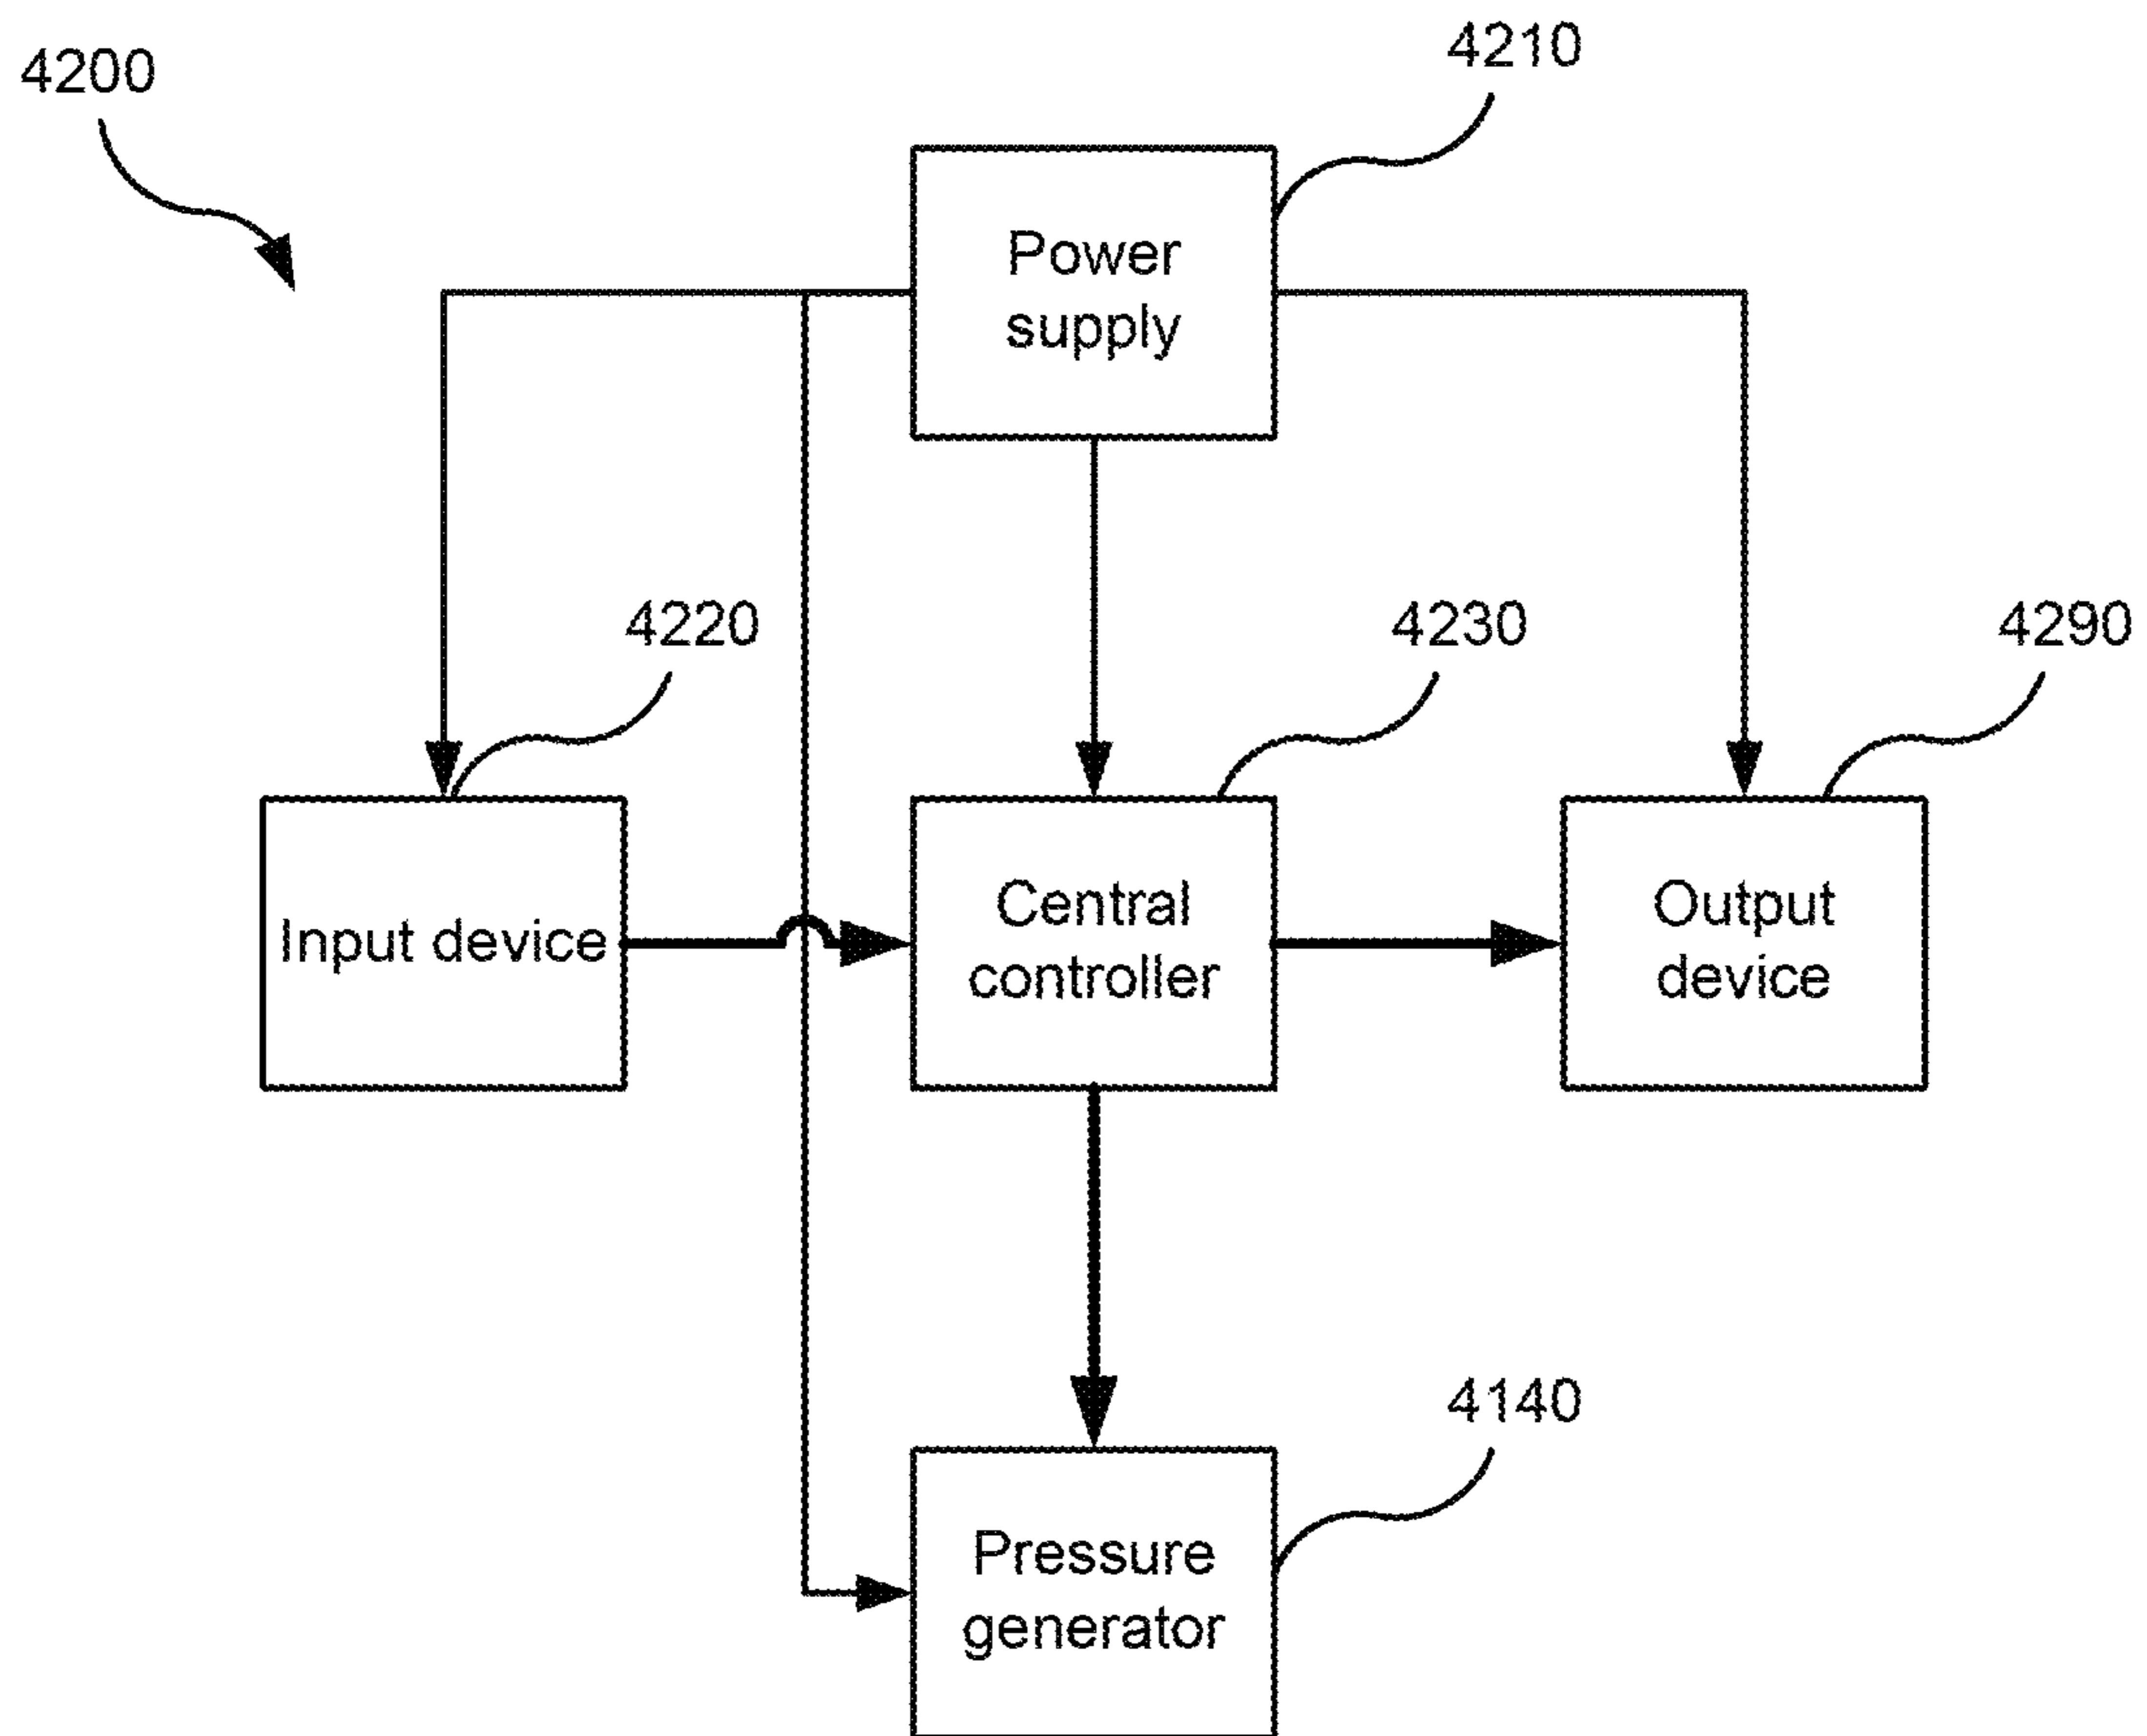 4200
4210
Power
supply
4220
4230
4290
Input device
Central
controller
Output
device
4140
Pressure
generator